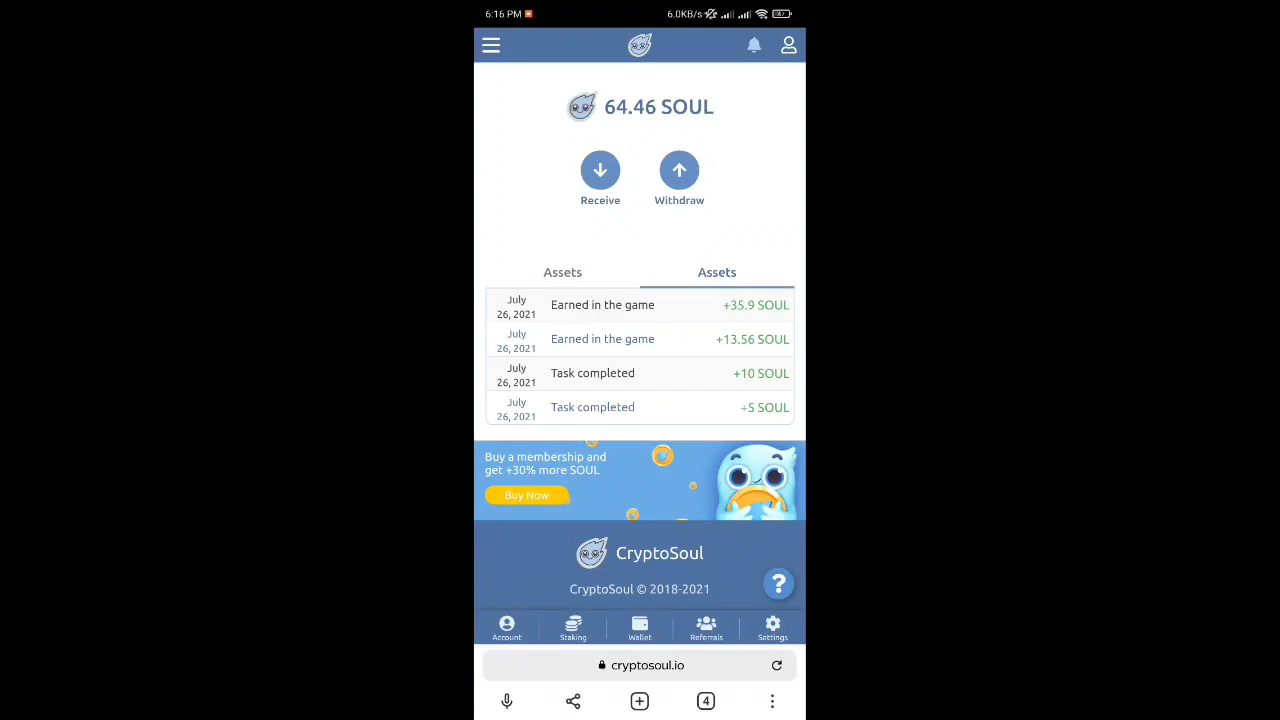 6:16 PM
6.0KB/s
64.46 SOUL
Receive
Withdraw
Assets
Assets
July
26, 2021
Earned in the game
+35.9 SOUL
July
26, 2021
Earned in the game
+13.56 SOUL
July
26, 2021
Task completed
+10 SOUL
July
26, 2021
Task completed
+5 SOUL
Buy a membership and
get +30% more SOUL
Buy Now
CryptoSoul
CryptoSoul © 2018-2021
?
Account
Staking
Wallet
Referrals
Settings
cryptosoul.io
4